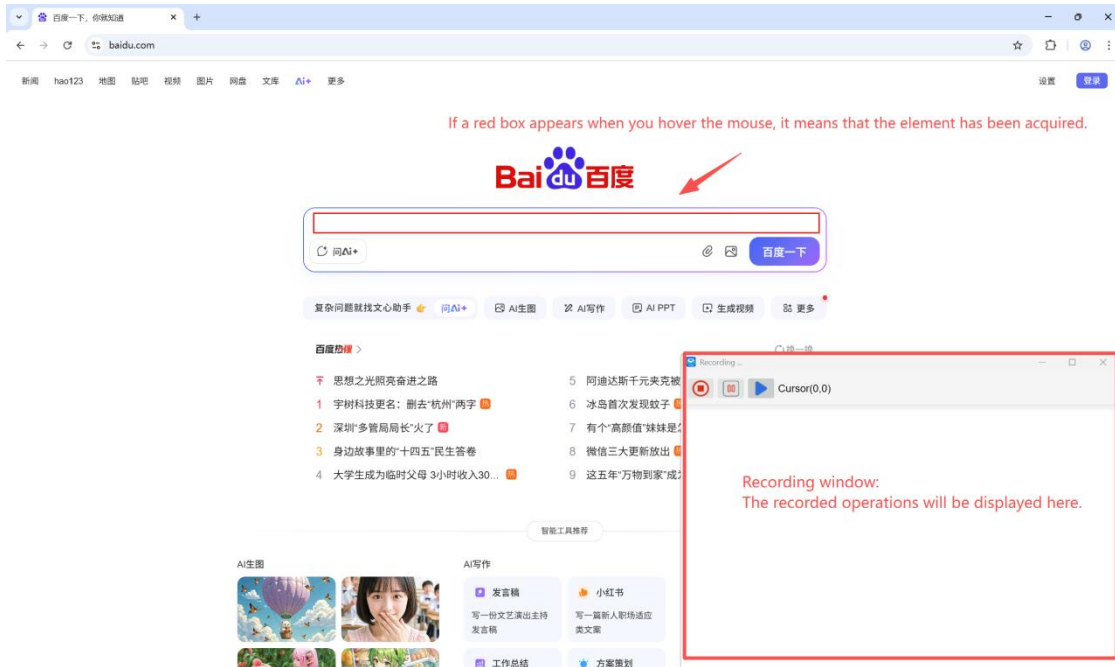 百度一下，你就知道
baidu.com
新闻 hao123 地图 贴吧 视频 图片 网盘 文库 Ai+ 更多
设置 登录
If a red box appears when you hover the mouse, it means that the element has been acquired.
Bai du 百度
问Ai+
百度一下
复杂问题就找文心助手 👉 问Ai+ AI生图 AI写作 AI PPT 生成视频 更多
百度热搜 >
换一换
思想之光照亮奋进之路
1 宇树科技更名：删去“杭州”两字 热
2 深圳“多管局局长”火了 新
3 身边故事里的“十四五”民生答卷
4 大学生成为临时父母 3小时收入30... 热
5 阿迪达斯千元夹克被
6 冰岛首次发现蚊子
7 有个“高颜值”妹妹是
8 微信三大更新放出
9 这五年“万物到家”成
Recording ...
Cursor(0,0)
Recording window:
The recorded operations will be displayed here.
智能工具推荐
AI生图
AI写作
发言稿
写一份文艺演出主持
发言稿
小红书
写一篇新人职场适应
类文案
工作总结
方案策划